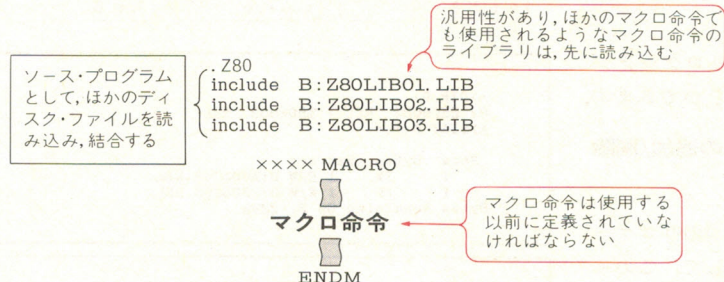 汎用性があり,ほかのマクロ命令で
も使用されるようなマクロ命令の
ライブラリは,先に読み込む
ソース・プログラム
として,ほかのディ
スク・ファイルを読
み込み,結合する
. Z80
include B:Z80LIB01.LIB
include B:Z80LIB02.LIB
include B:Z80LIB03.LIB
×××× MACRO
マクロ命令
マクロ命令は使用する
以前に定義されていな
ければならない
ENDM